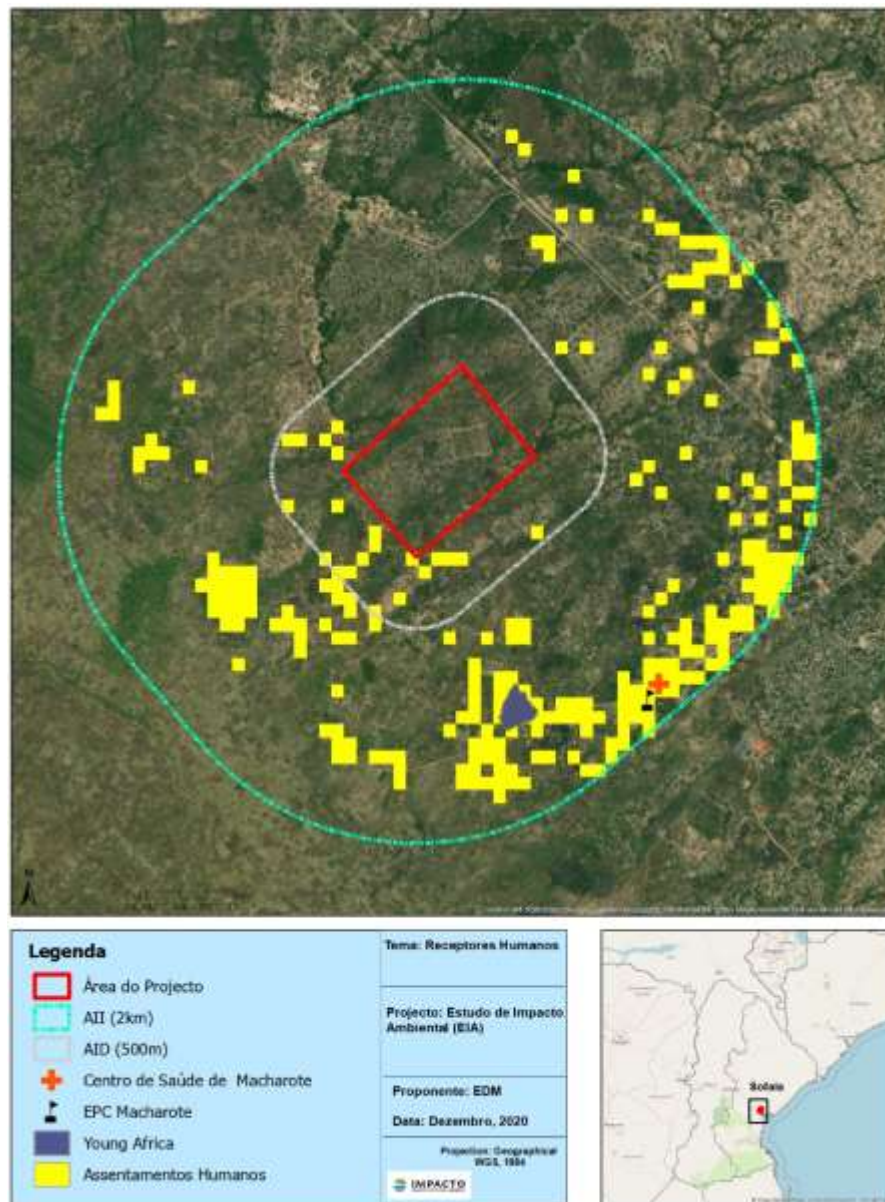 N
Legenda
Área do Projecto
AII (2km)
AID (500m)
Centro de Saúde de Macharote
EPC Macharote
Young Africa
Assentamentos Humanos
Tema: Receptores Humanos
Projecto: Estudo de Impacto
Ambiental (EIA)
Proponente: EDM
Data: Dezembro, 2020
Projection: Geographical
WGS, 1984
IMPACTO
Sofala